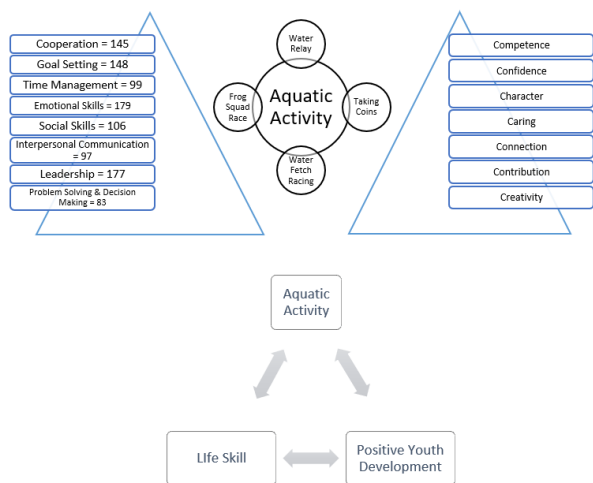 Cooperation = 145
Goal Setting = 148
Time Management = 99
Emotional Skills = 179
Social Skills = 106
Interpersonal Communication
= 97
Leadership = 177
Problem Solving & Decision
Making = 83
Water
Relay
Frog
Squad
Race
Aquatic
Activity
Taking
Coins
Water
Fetch
Racing
Competence
Confidence
Character
Caring
Connection
Contribution
Creativity
Aquatic
Activity
LIfe Skill
Positive Youth
Development